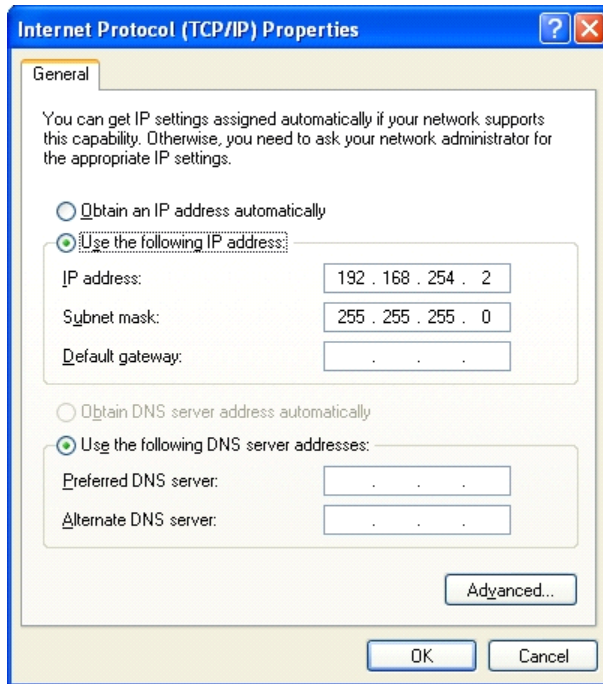 Internet Protocol (TCP/IP) Properties
General
You can get IP settings assigned automatically if your network supports
this capability. Otherwise, you need to ask your network administrator for
the appropriate IP settings.
Obtain an IP address automatically
Use the following IP address:
IP address: 192 . 168 . 254 . 2
Subnet mask: 255 . 255 . 255 . 0
Default gateway: . . .
Obtain DNS server address automatically
Use the following DNS server addresses:
Preferred DNS server: . . .
Alternate DNS server: . . .
Advanced...
OK Cancel